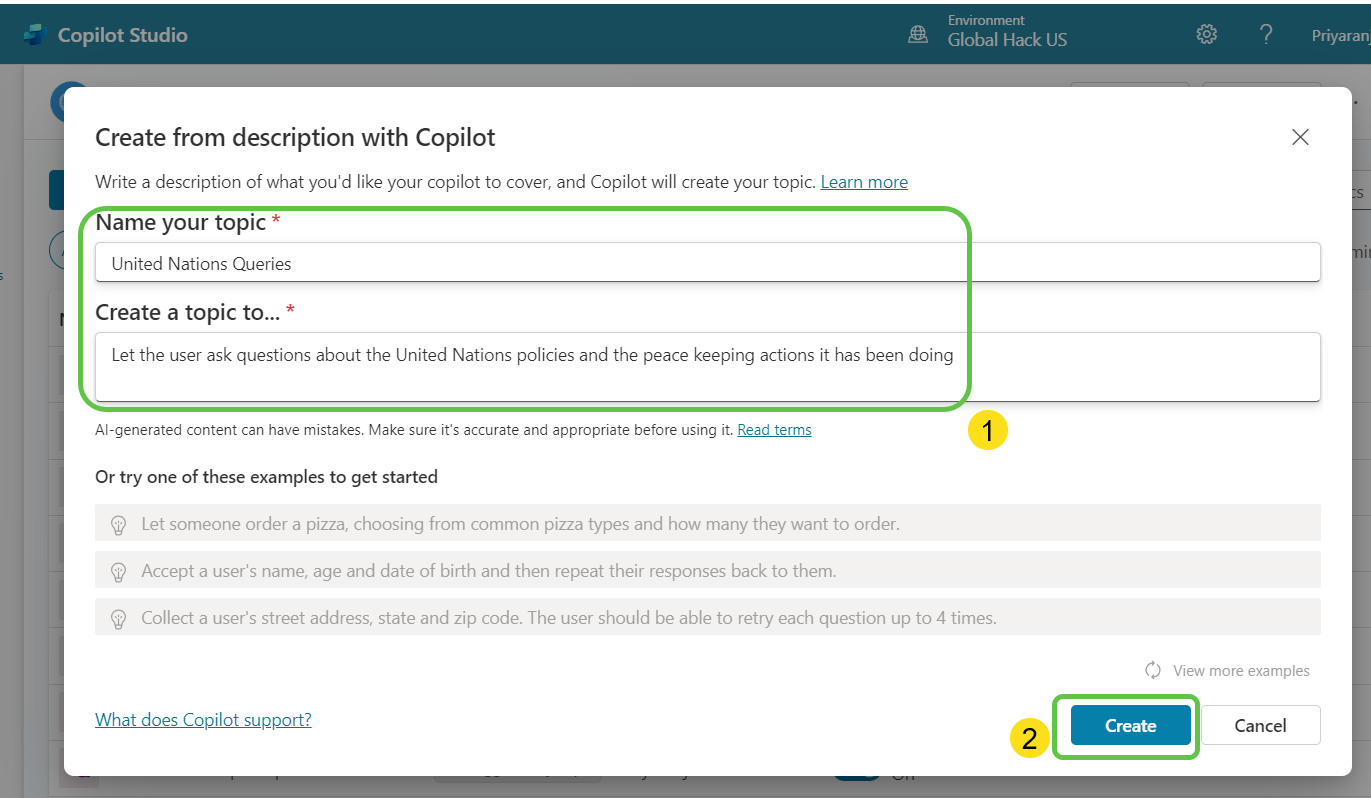 Copilot Studio
Environment
Global Hack US
?
Priyaran
Create from description with Copilot
Write a description of what you'd like your copilot to cover, and Copilot will create your topic. Learn more
Name your topic *
United Nations Queries
Create a topic to... *
Let the user ask questions about the United Nations policies and the peace keeping actions it has been doing
1
AI-generated content can have mistakes. Make sure it's accurate and appropriate before using it. Read terms
Or try one of these examples to get started
Let someone order a pizza, choosing from common pizza types and how many they want to order.
Accept a user's name, age and date of birth and then repeat their responses back to them.
Collect a user's street address, state and zip code. The user should be able to retry each question up to 4 times.
View more examples
What does Copilot support?
2
Create
Cancel